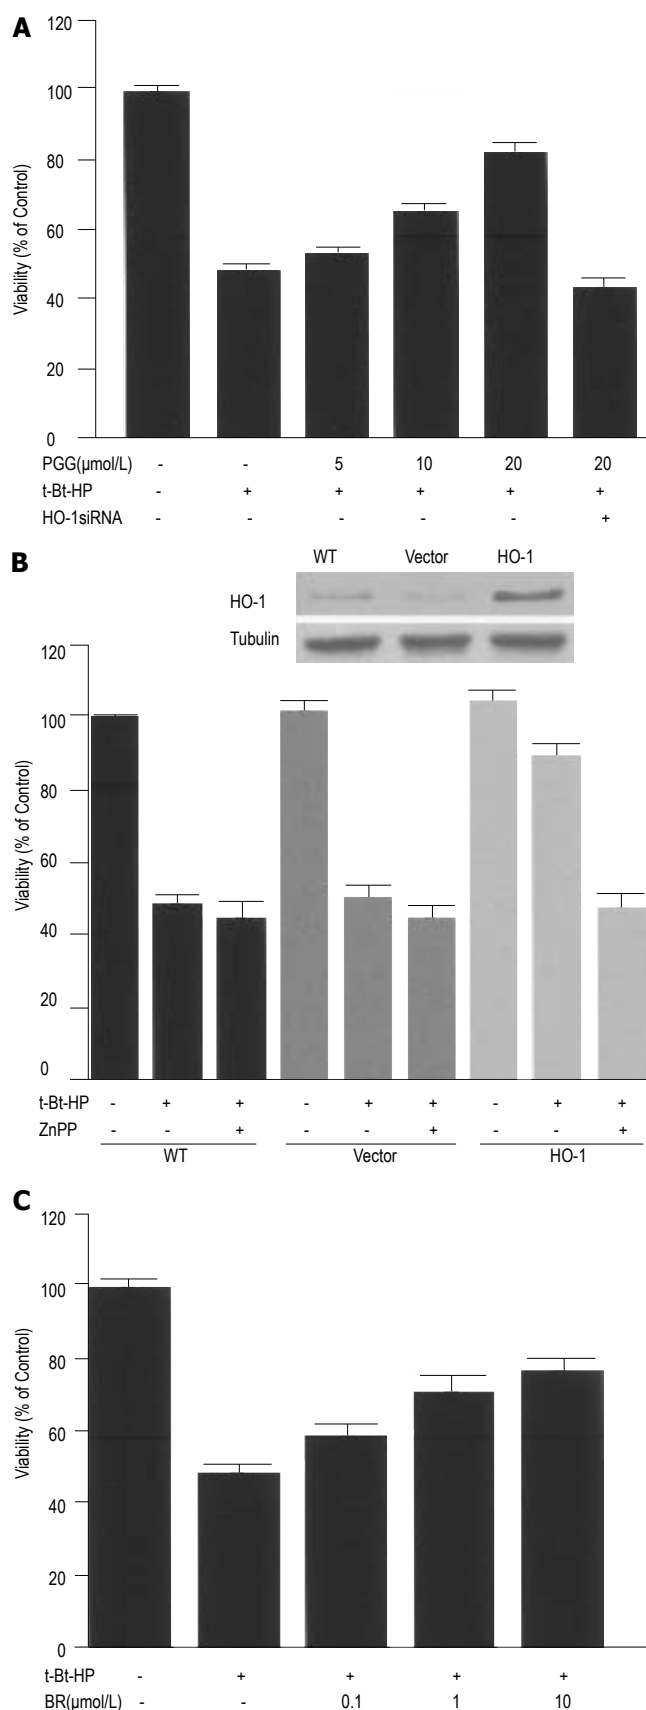 A
120
100
80
60
40
20
0
Viability (% of Control)
PGG(µmol/L) - - 5 10 20 20
t-Bt-HP - + + + + +
HO-1siRNA - - - - - +
B
WT Vector HO-1
HO-1
Tubulin
120
100
80
60
40
20
0
Viability (% of Control)
t-Bt-HP - + + - + + - + +
ZnPP - - + - - + - - +
WT Vector HO-1
C
120
100
80
60
40
20
0
Viability (% of Control)
t-Bt-HP - + + + +
BR(µmol/L) - - 0.1 1 10